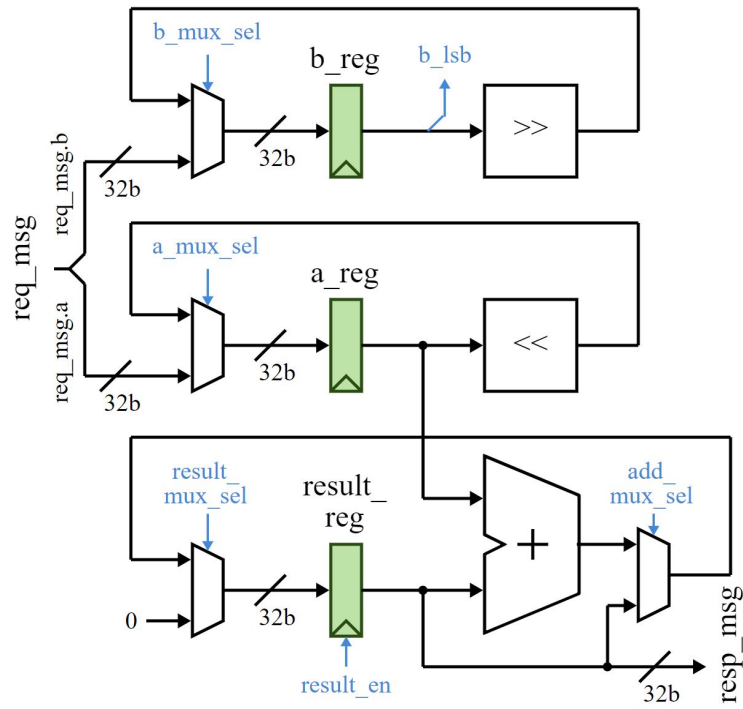 b_mux_sel
b_reg
b_lsb
>>
32b
req_msg.b
32b
req_msg
a_mux_sel
a_reg
<<
32b
req_msg.a
32b
result_
mux_sel
result_
reg
add_
mux_sel
+
0
32b
result_en
32b
resp_msg